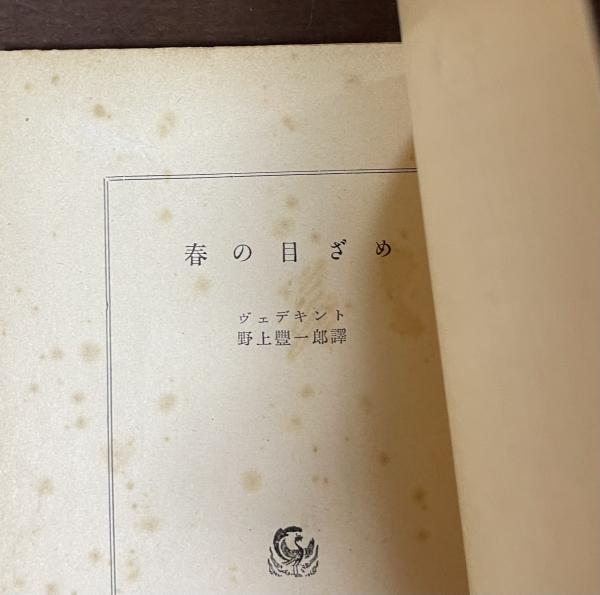 春の目ざめ
ヴェデキント
野上豐一郎譯